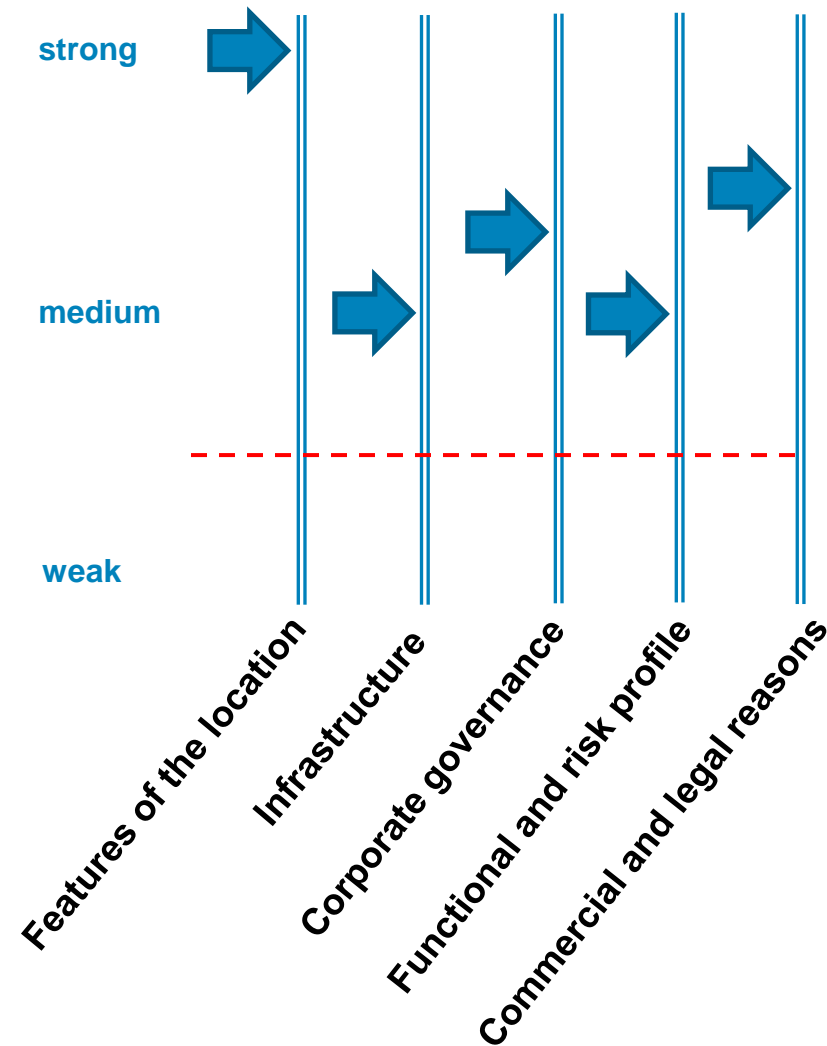 strong
medium
weak
Features of the location
Infrastructure
Corporate governance
Functional and risk profile
Commercial and legal reasons